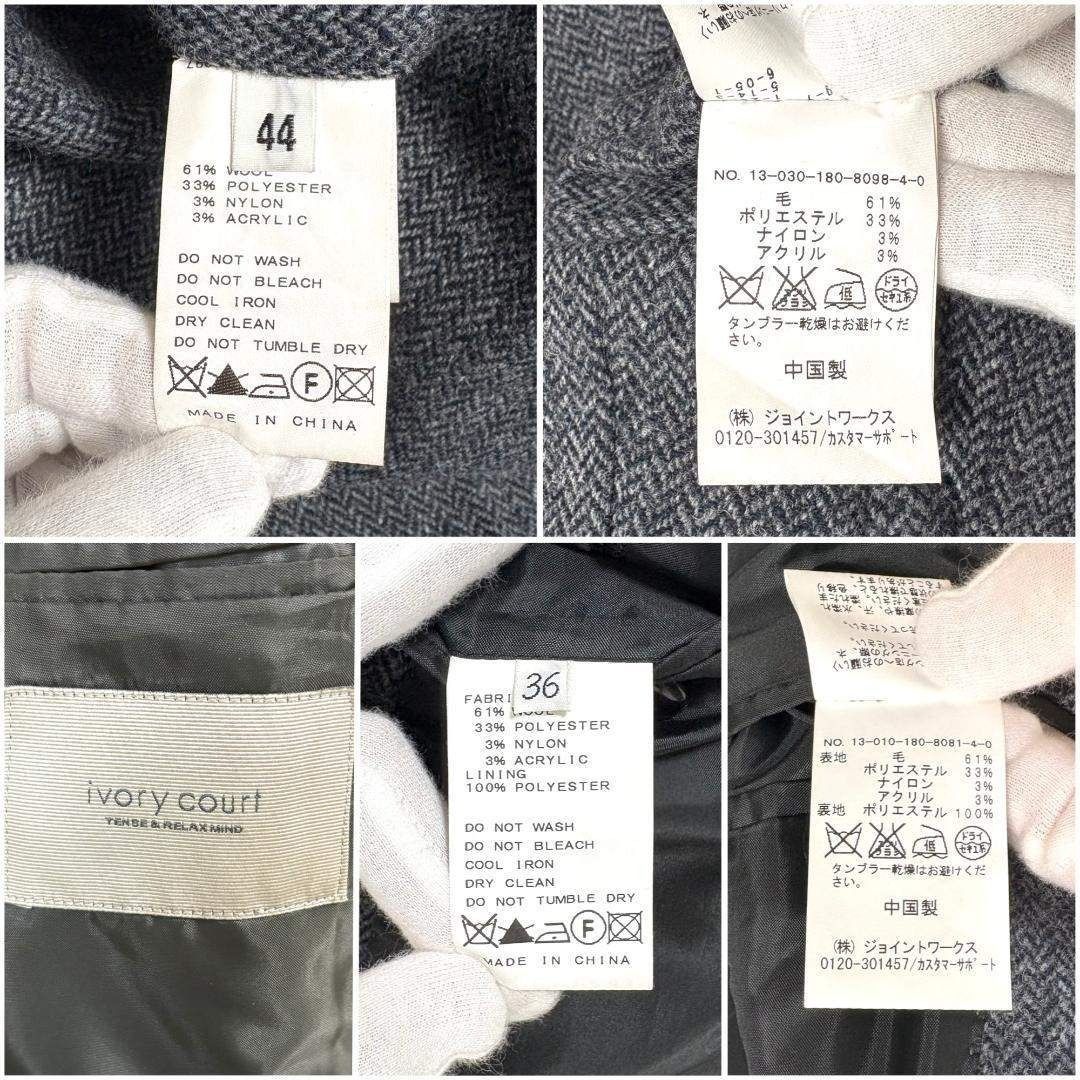 44
61% WOOL
33% POLYESTER
3% NYLON
3% ACRYLIC
DO NOT WASH
DO NOT BLEACH
COOL IRON
DRY CLEAN
DO NOT TUMBLE DRY
F
MADE IN CHINA
NO. 13-030-180-8098-4-0
毛 61%
ポリエステル 33%
ナイロン 3%
アクリル 3%
低
ドライ
セキユ系
タンブラー乾燥はお避けくだ
さい。
中国製
(株) ジョイントワークス
0120-301457/カスタマーサポート
ivory court
TENSE & RELAX MIND
36
FABRI
61% WOOL
33% POLYESTER
3% NYLON
3% ACRYLIC
LINING
100% POLYESTER
DO NOT WASH
DO NOT BLEACH
COOL IRON
DRY CLEAN
DO NOT TUMBLE DRY
F
MADE IN CHINA
NO. 13-010-180-8081-4-0
表地 毛 61%
ポリエステル 33%
ナイロン 3%
アクリル 3%
裏地 ポリエステル 100%
低
ドライ
セキユ系
タンブラー乾燥はお避けくだ
さい。
中国製
(株) ジョイントワークス
0120-301457/カスタマーサポート